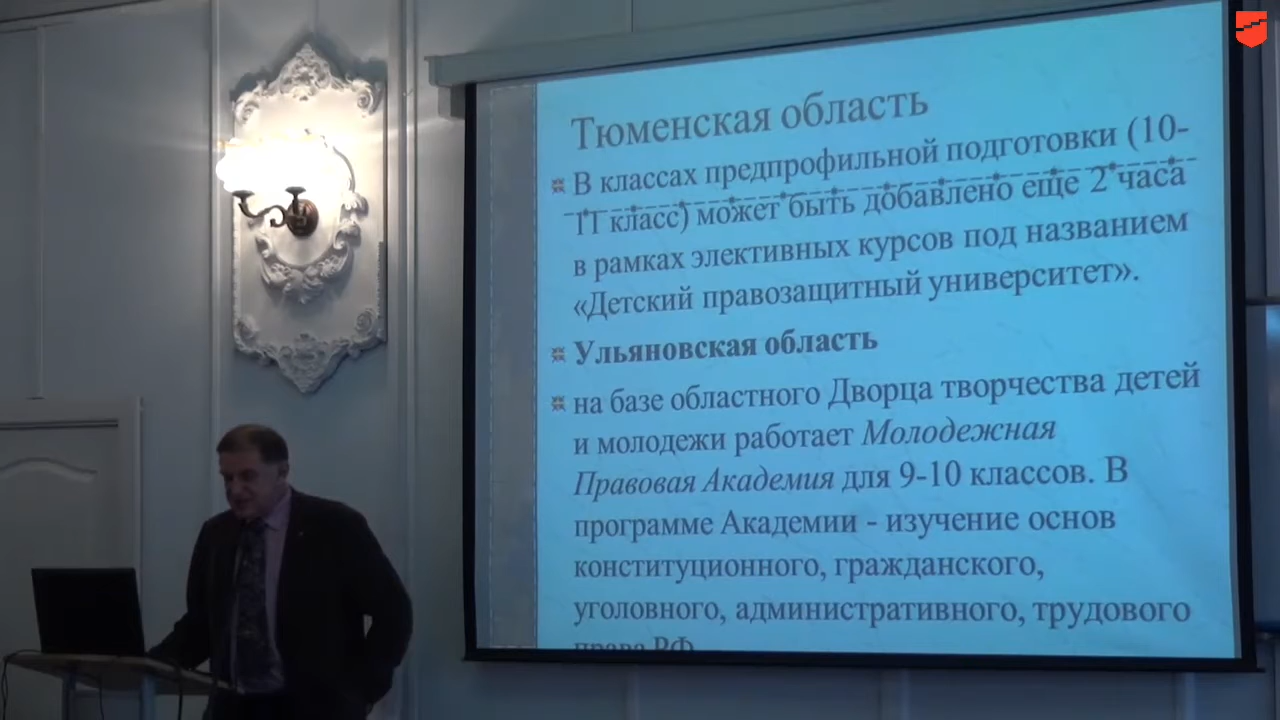 Тюменская область
В классах предпрофильной подготовки (10-
11 класс) может быть добавлено еще 2 часа
в рамках элективных курсов под названием
«Детский правозащитный университет».
Ульяновская область
на базе областного Дворца творчества детей
и молодежи работает Молодежная
Правовая Академия для 9-10 классов. В
программе Академии - изучение основ
конституционного, гражданского,
уголовного, административного, трудового
права РФ